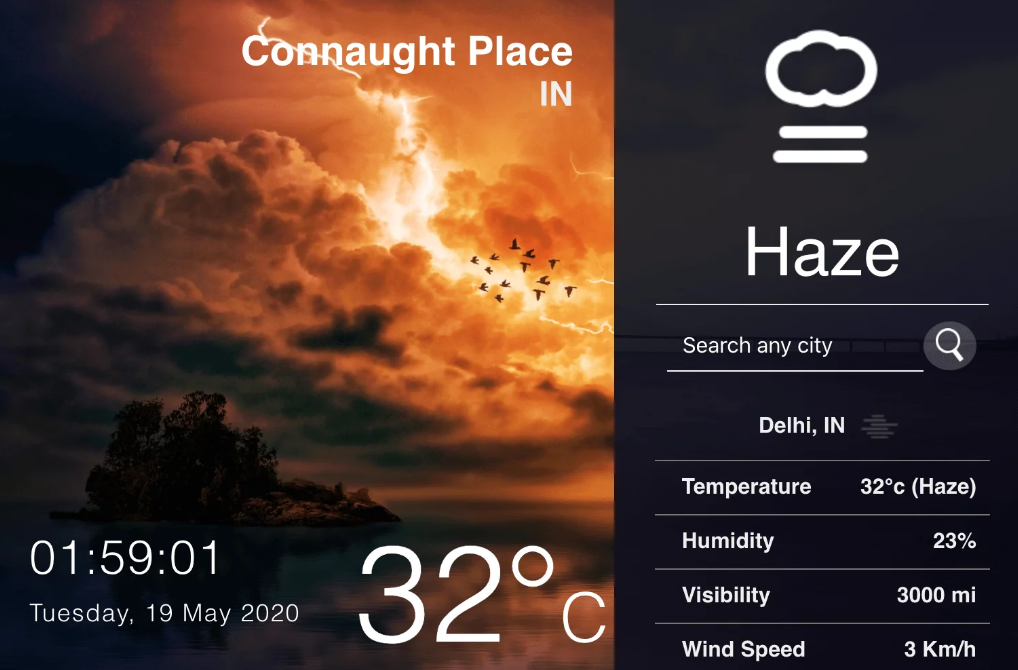 Connaught Place
IN
01:59:01
Tuesday, 19 May 2020
32°c
Haze
Search any city
Delhi, IN
Temperature 32°c (Haze)
Humidity 23%
Visibility 3000 mi
Wind Speed 3 Km/h